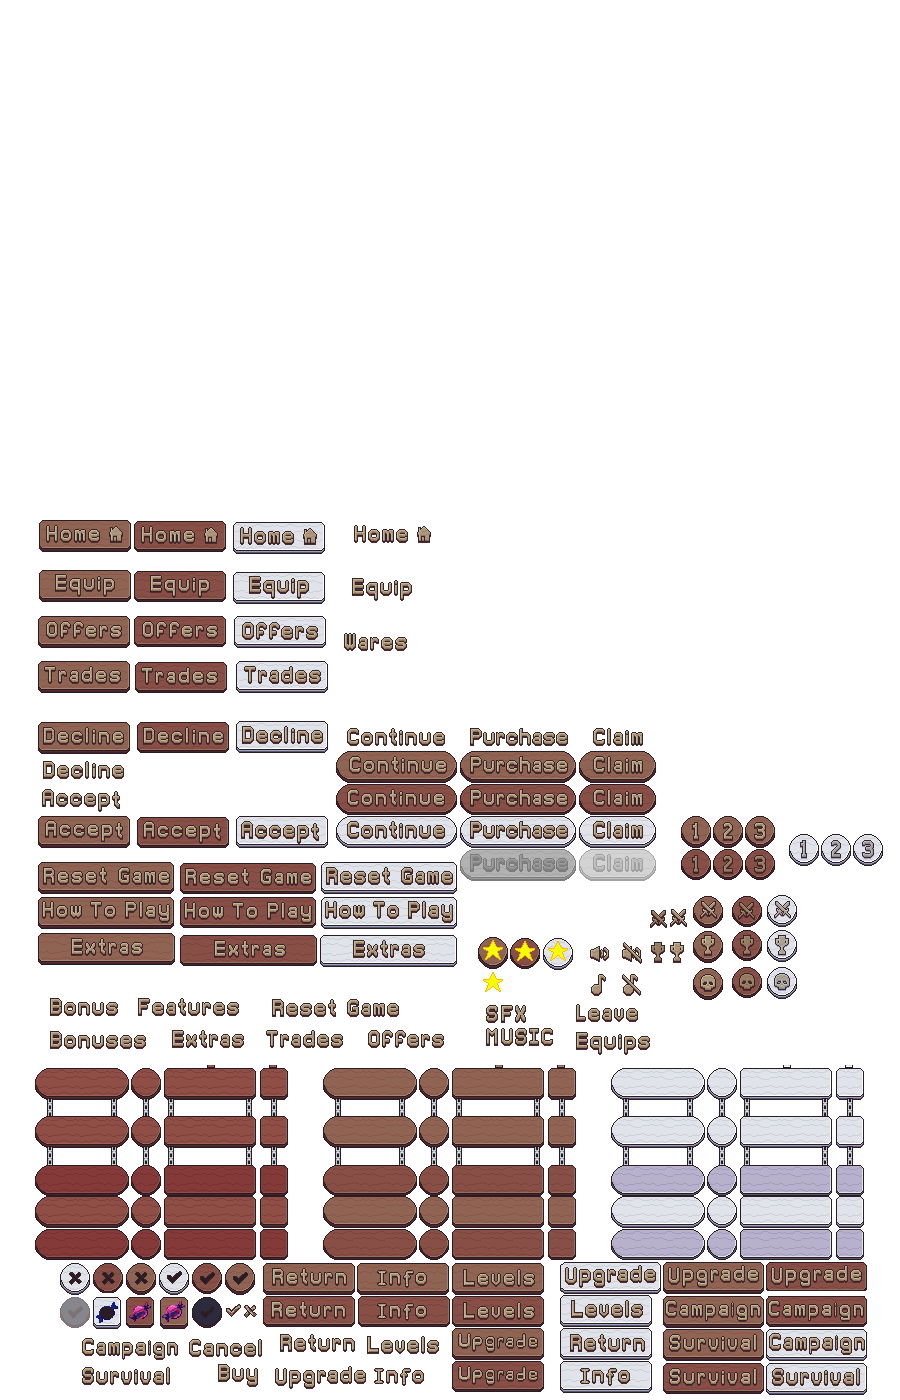 Home Home Home Home
Equip Equip Equip Equip
Offers Offers Offers
Wares
Trades Trades Trades
Decline Decline Decline Continue Purchase Claim
Decline Continue Purchase Claim
Accept Continue Purchase Claim
Accept Accept Accept Continue Purchase Claim 1 2 3
1 2 3
Purchase Claim 1 2 3
Reset Game Reset Game Reset Game
How To Play How To Play How To Play
Extras Extras Extras
Bonus Features Reset Game
SFX Leave
Bonuses Extras Trades Offers MUSIC Equips
Return Info Levels Upgrade Upgrade Upgrade
Return Info Levels Levels Campaign Campaign
Campaign Cancel Return Levels Upgrade Return Survival Campaign
Survival Buy Upgrade Info Upgrade Info Survival Survival